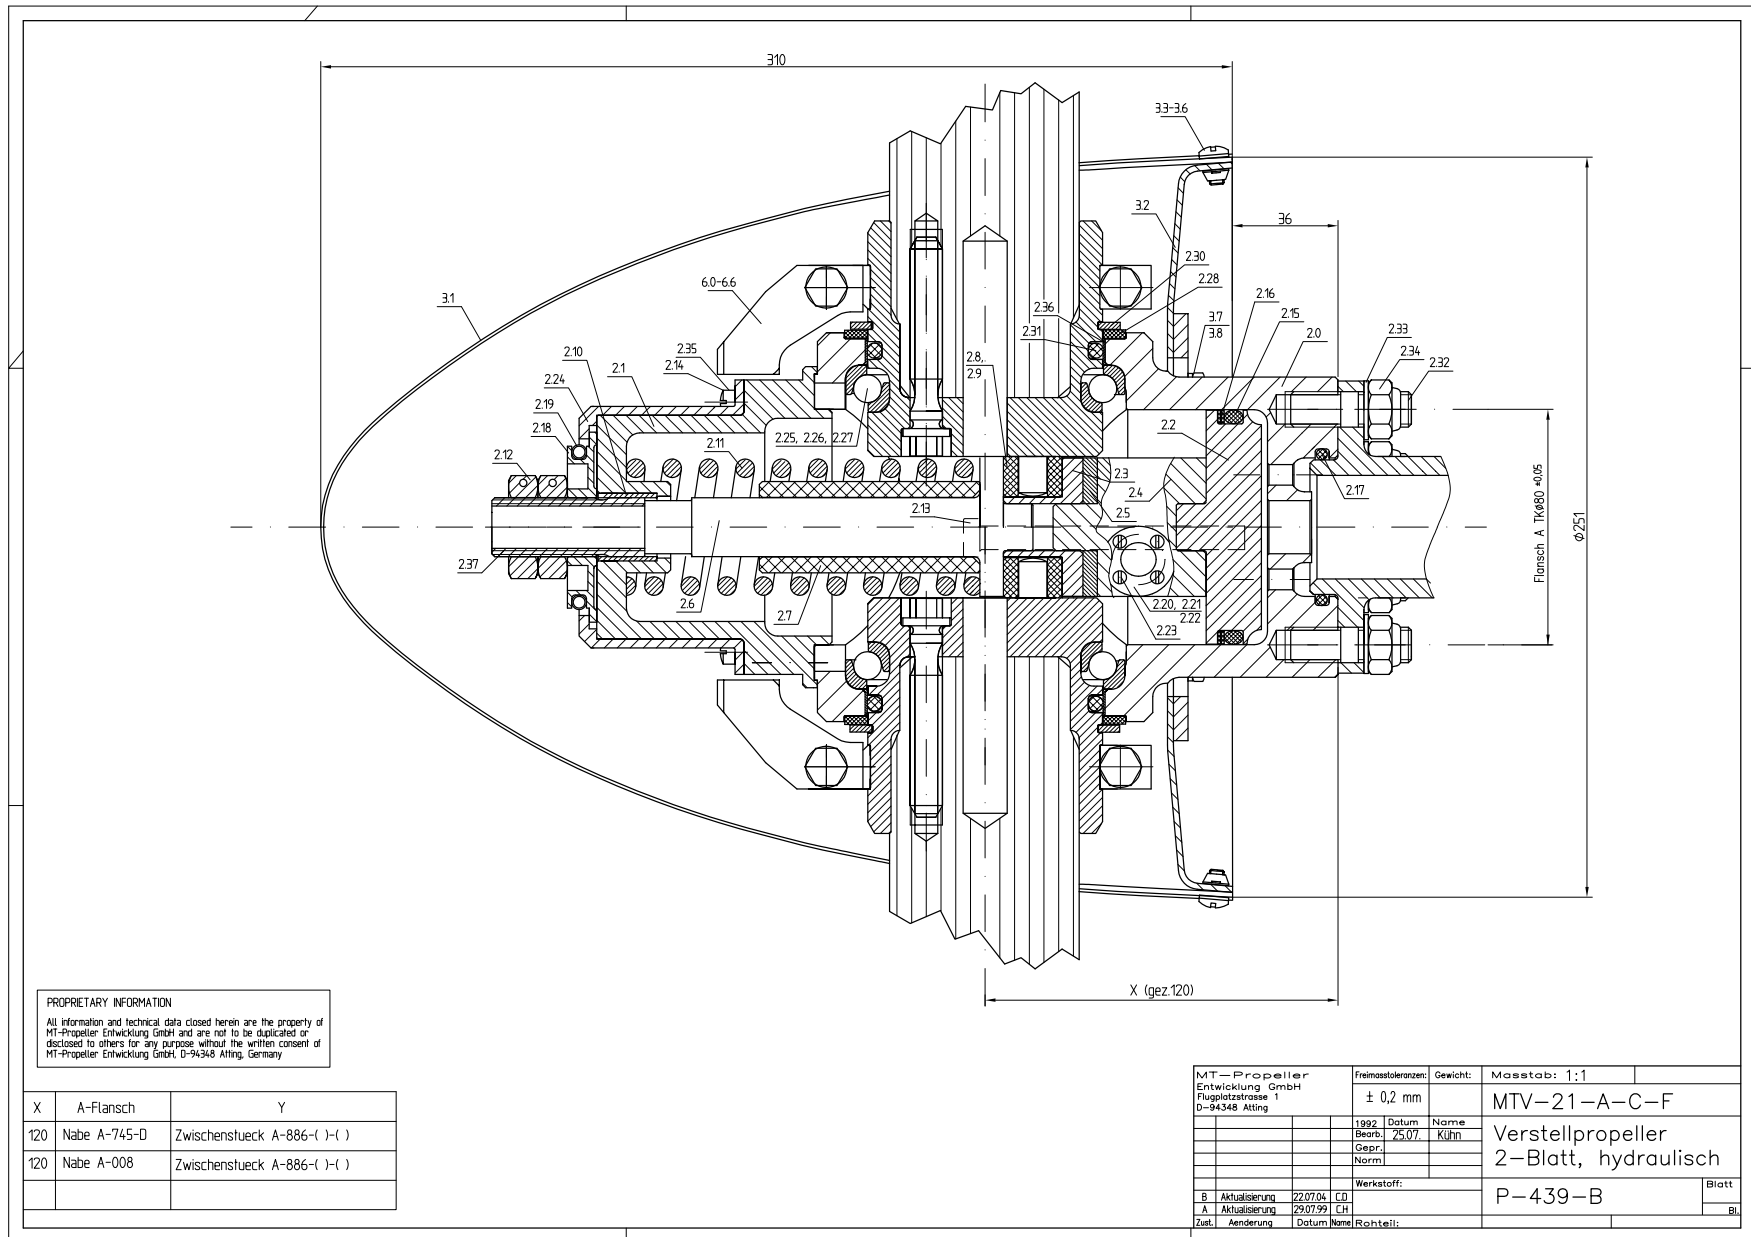 310
3.3-3.6
3.2
36
2.30
2.28
6.0-6.6
3.1
2.36
2.31
2.16
2.15
3.7
3.8
2.0
2.33
2.34
2.32
2.35
2.14
2.10
2.1
2.24
2.19
2.18
2.12
2.11
2.8,
2.9
2.25, 2.26, 2.27
2.2
2.3
2.4
2.5
2.17
2.13
2.37
2.6
2.7
2.20, 2.21
2.22
2.23
Flansch A TKø80 ±0,05
ø251
X (gez.120)
PROPRIETARY INFORMATION
All information and technical data closed herein are the property of
MT-Propeller Entwicklung GmbH and are not to be duplicated or
disclosed to others for any purpose without the written consent of
MT-Propeller Entwicklung GmbH, D-94348 Atting, Germany
X A-Flansch Y
120 Nabe A-745-D Zwischenstueck A-886-( )-( )
120 Nabe A-008 Zwischenstueck A-886-( )-( )
MT-Propeller
Entwicklung GmbH
Flugplatzstrasse 1
D-94348 Atting
Freimasstoleranzen: Gewicht: Masstab: 1:1
± 0,2 mm
MTV-21-A-C-F
1992 Datum Name
Bearb. 25.07. Kühn
Gepr.
Norm
Verstellpropeller
2-Blatt, hydraulisch
Werkstoff:
P-439-B
Blatt
Bl.
B Aktualisierung 22.07.04 C.D
A Aktualisierung 29.07.99 C.H
Zust. Aenderung Datum Name Rohteil: